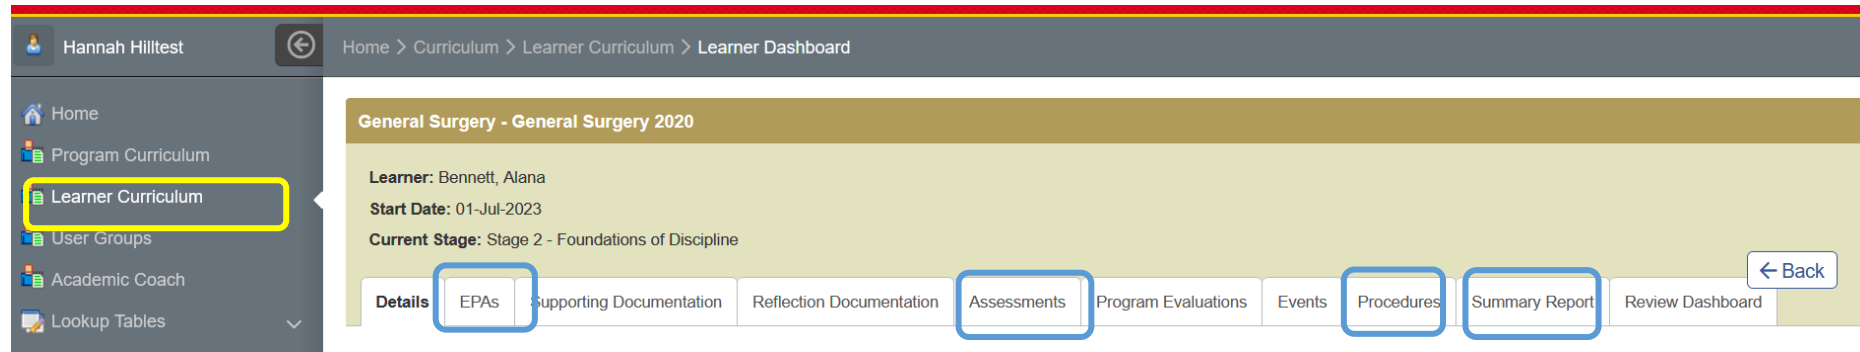 Hannah Hilltest
Home > Curriculum > Learner Curriculum > Learner Dashboard
Home
Program Curriculum
Learner Curriculum
User Groups
Academic Coach
Lookup Tables
General Surgery - General Surgery 2020
Learner: Bennett, Alana
Start Date: 01-Jul-2023
Current Stage: Stage 2 - Foundations of Discipline
← Back
Details EPAs Supporting Documentation Reflection Documentation Assessments Program Evaluations Events Procedures Summary Report Review Dashboard